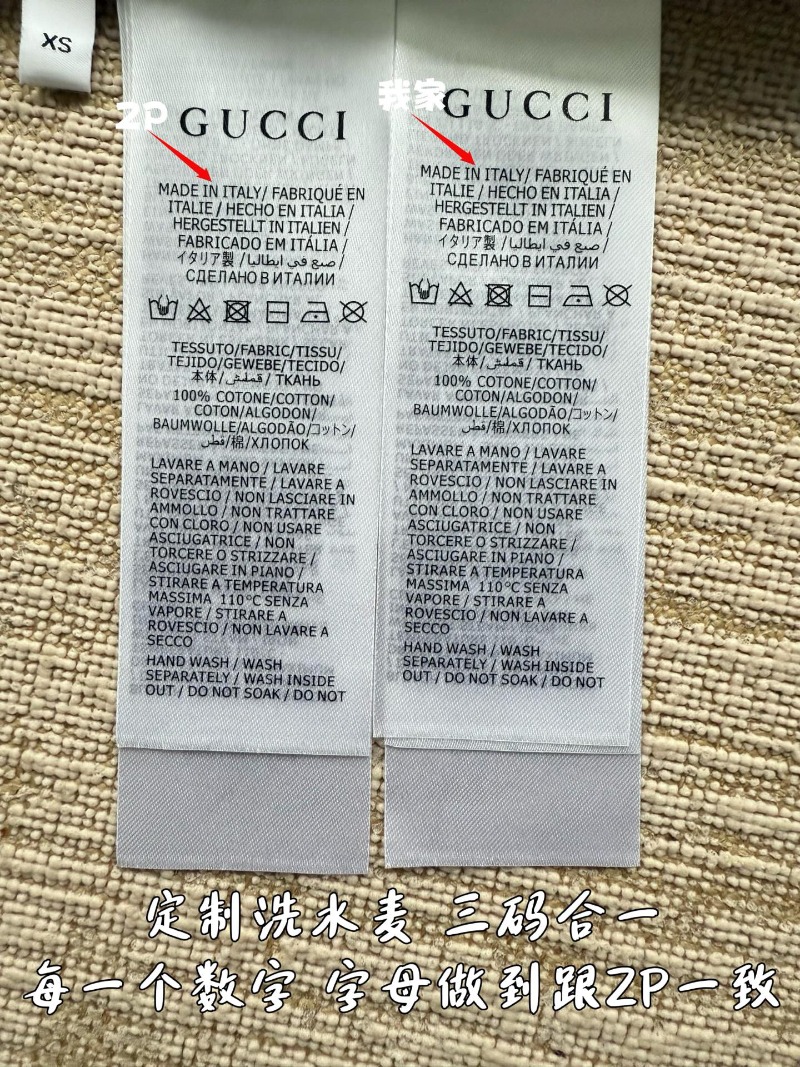 XS
ZP
GUCCI
MADE IN ITALY/ FABRIQUÉ EN
ITALIE / HECHO EN ITALIA /
HERGESTELLT IN ITALIEN /
FABRICADO EM ITÁLIA /
イタリア製 / صنع في ايطاليا /
СДЕЛАНО В ИТАЛИИ
TESSUTO/FABRIC/TISSU/
TEJIDO/GEWEBE/TECIDO/
本体/ قملش / ТКАНЬ
100% COTONE/COTTON/
COTON/ALGODON/
BAUMWOLLE/ALGODÃO/コットン/
قطن/棉/ХЛОПОК
LAVARE A MANO / LAVARE
SEPARATAMENTE / LAVARE A
ROVESCIO / NON LASCIARE IN
AMMOLLO / NON TRATTARE
CON CLORO / NON USARE
ASCIUGATRICE / NON
TORCERE O STRIZZARE /
ASCIUGARE IN PIANO /
STIRARE A TEMPERATURA
MASSIMA 110°C SENZA
VAPORE / STIRARE A
ROVESCIO / NON LAVARE A
SECCO
HAND WASH / WASH
SEPARATELY / WASH INSIDE
OUT / DO NOT SOAK / DO NOT
我家
GUCCI
MADE IN ITALY/ FABRIQUÉ EN
ITALIE / HECHO EN ITALIA /
HERGESTELLT IN ITALIEN /
FABRICADO EM ITÁLIA /
イタリア製 / صنع في ايطاليا /
СДЕЛАНО В ИТАЛИИ
TESSUTO/FABRIC/TISSU/
TEJIDO/GEWEBE/TECIDO/
本体/ قملش / ТКАНЬ
100% COTONE/COTTON/
COTON/ALGODON/
BAUMWOLLE/ALGODÃO/コットン/
قطن/棉/ХЛОПОК
LAVARE A MANO / LAVARE
SEPARATAMENTE / LAVARE A
ROVESCIO / NON LASCIARE IN
AMMOLLO / NON TRATTARE
CON CLORO / NON USARE
ASCIUGATRICE / NON
TORCERE O STRIZZARE /
ASCIUGARE IN PIANO /
STIRARE A TEMPERATURA
MASSIMA 110°C SENZA
VAPORE / STIRARE A
ROVESCIO / NON LAVARE A
SECCO
HAND WASH / WASH
SEPARATELY / WASH INSIDE
OUT / DO NOT SOAK / DO NOT
定制洗水麦 三码合一
每一个数字 字母做到跟ZP一致